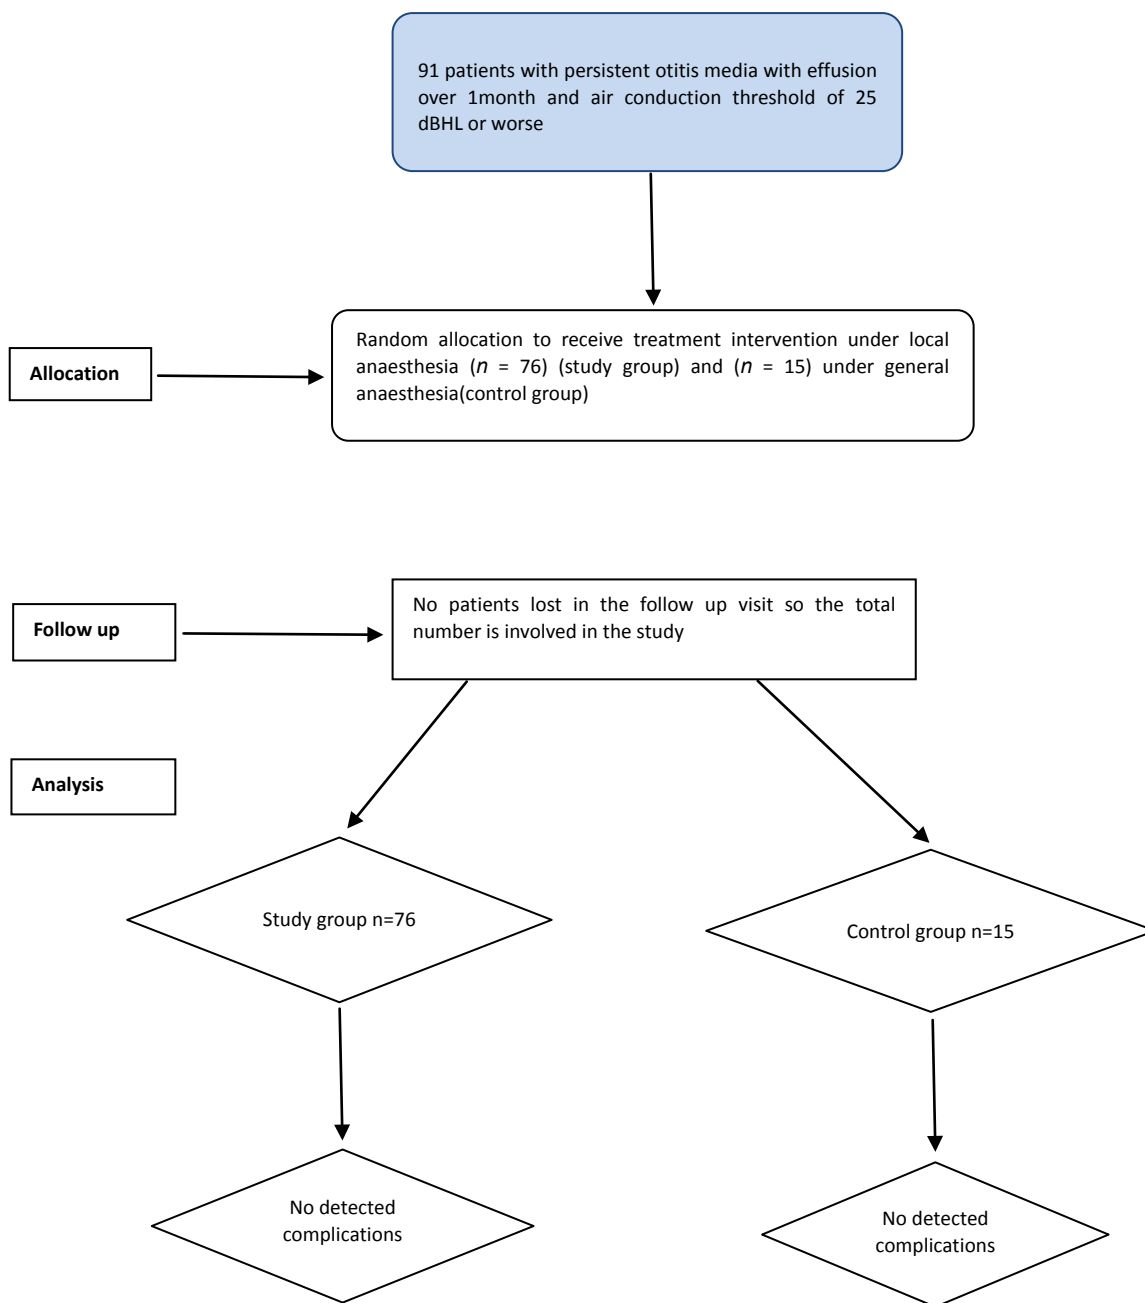 91 patients with persistent otitis media with effusion
over 1month and air conduction threshold of 25
dBHL or worse
Allocation
Random allocation to receive treatment intervention under local
anaesthesia (n = 76) (study group) and (n = 15) under general
anaesthesia(control group)
Follow up
No patients lost in the follow up visit so the total
number is involved in the study
Analysis
Study group n=76
Control group n=15
No detected
complications
No detected
complications